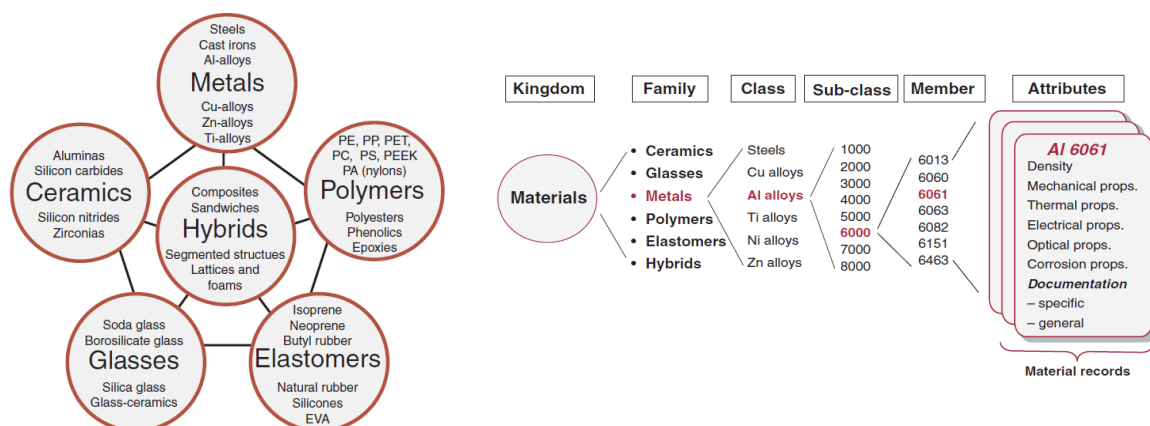 Steels
Cast irons
Al-alloys
Metals
Cu-alloys
Zn-alloys
Ti-alloys
PE, PP, PET,
PC, PS, PEEK
PA (nylons)
Polymers
Polyesters
Phenolics
Epoxies
Aluminas
Silicon carbides
Ceramics
Silicon nitrides
Zirconias
Composites
Sandwiches
Hybrids
Segmented structues
Lattices and
foams
Soda glass
Borosilicate glass
Glasses
Silica glass
Glass-ceramics
Isoprene
Neoprene
Butyl rubber
Elastomers
Natural rubber
Silicones
EVA
Kingdom
Family
Class
Sub-class
Member
Attributes
Materials
• Ceramics
• Glasses
• Metals
• Polymers
• Elastomers
• Hybrids
Steels
Cu alloys
Al alloys
Ti alloys
Ni alloys
Zn alloys
1000
2000
3000
4000
5000
6000
7000
8000
6013
6060
6061
6063
6082
6151
6463
Al 6061
Density
Mechanical props.
Thermal props.
Electrical props.
Optical props.
Corrosion props.
Documentation
– specific
– general
Material records